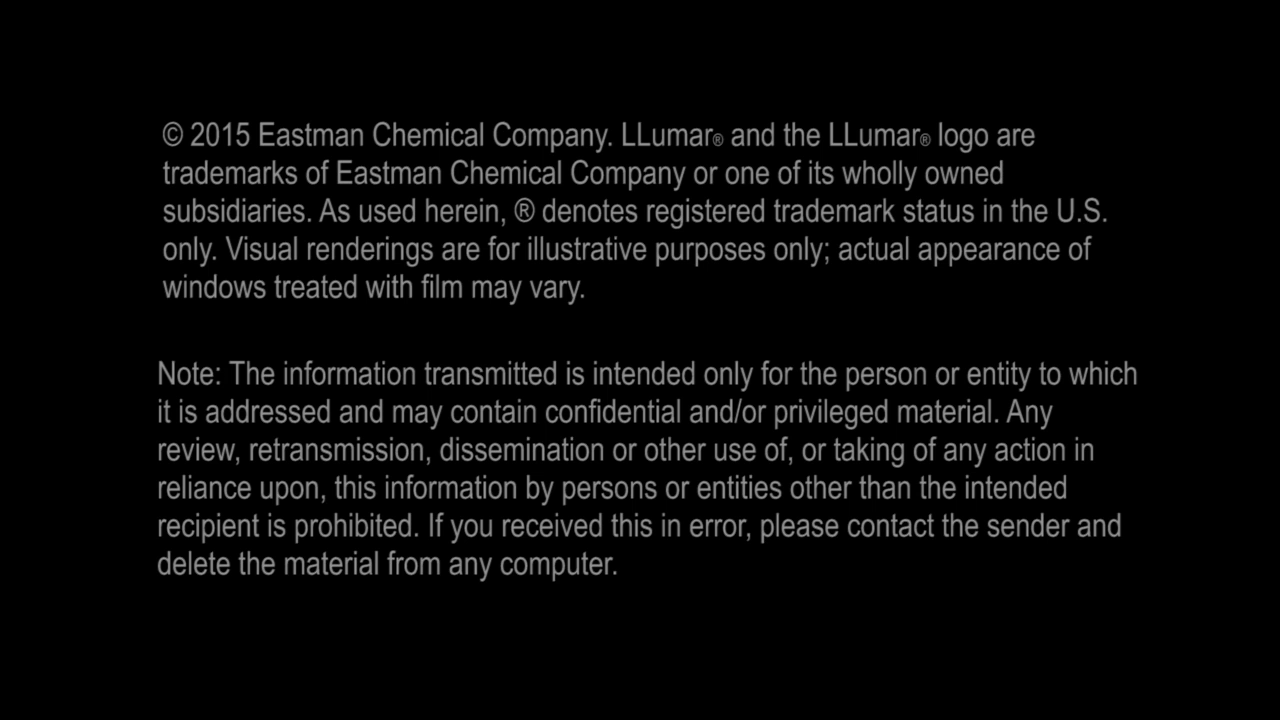 © 2015 Eastman Chemical Company. LLumar® and the LLumar® logo are
trademarks of Eastman Chemical Company or one of its wholly owned
subsidiaries. As used herein, ® denotes registered trademark status in the U.S.
only. Visual renderings are for illustrative purposes only; actual appearance of
windows treated with film may vary.
Note: The information transmitted is intended only for the person or entity to which
it is addressed and may contain confidential and/or privileged material. Any
review, retransmission, dissemination or other use of, or taking of any action in
reliance upon, this information by persons or entities other than the intended
recipient is prohibited. If you received this in error, please contact the sender and
delete the material from any computer.